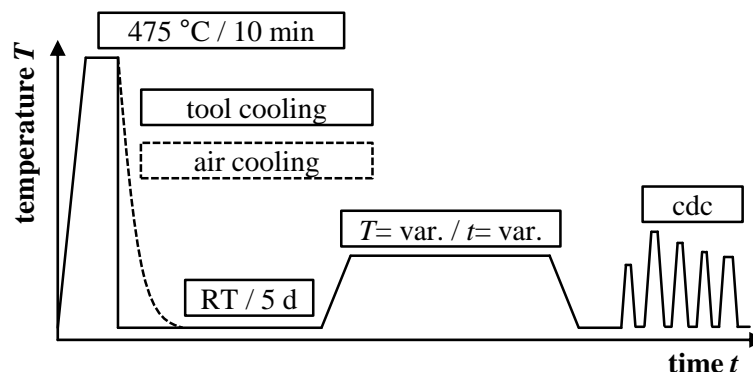 475 °C / 10 min
temperature T
tool cooling
air cooling
cdc
T= var. / t= var.
RT / 5 d
time t